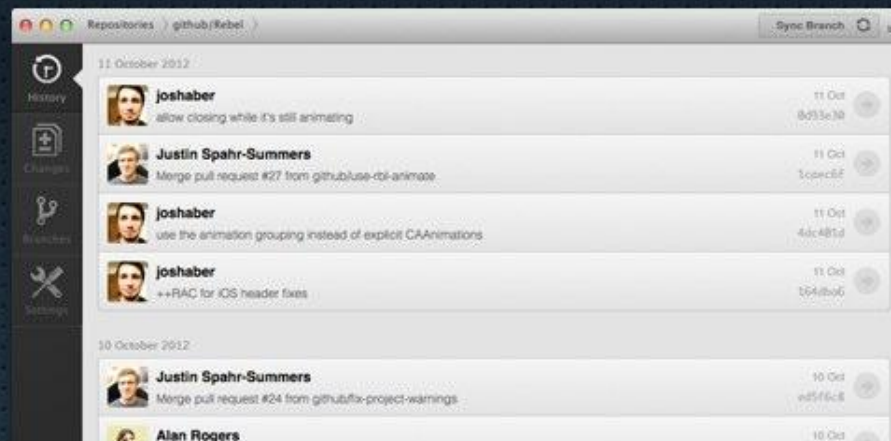 Repositories github/Rebel
Sync Branch
History
Changes
Branches
Settings
11 October 2012
joshaber
11 Oct
allow closing while it's still animating
Justin Spahr-Summers
11 Oct
Merge pull request #27 from github/use-rbl-animate
joshaber
11 Oct
use the animation grouping instead of explicit CAAnimations
4dc481d
joshaber
11 Oct
++RAC for iOS header fixes
164dba6
10 October 2012
Justin Spahr-Summers
10 Oct
Merge pull request #24 from github/fix-project-warnings
ed5f6c8
Alan Rogers
10 Oct